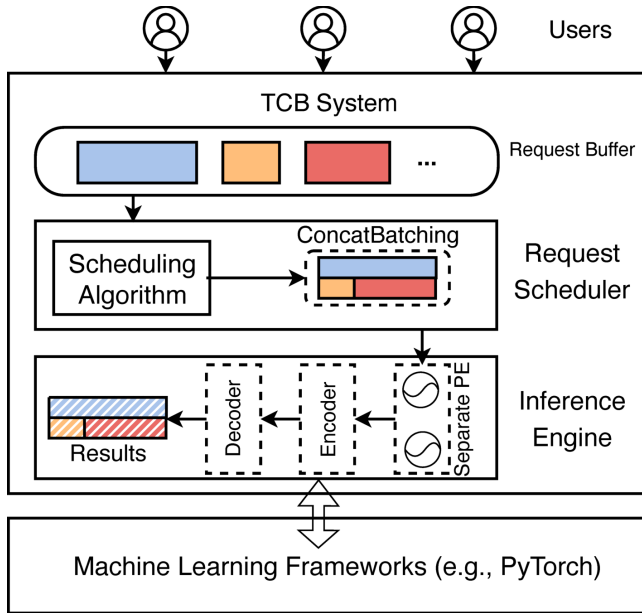 Users
TCB System
Request Buffer
...
ConcatBatching
Scheduling
Algorithm
Request
Scheduler
Separate PE
Encoder
Decoder
Results
Inference
Engine
Machine Learning Frameworks (e.g., PyTorch)